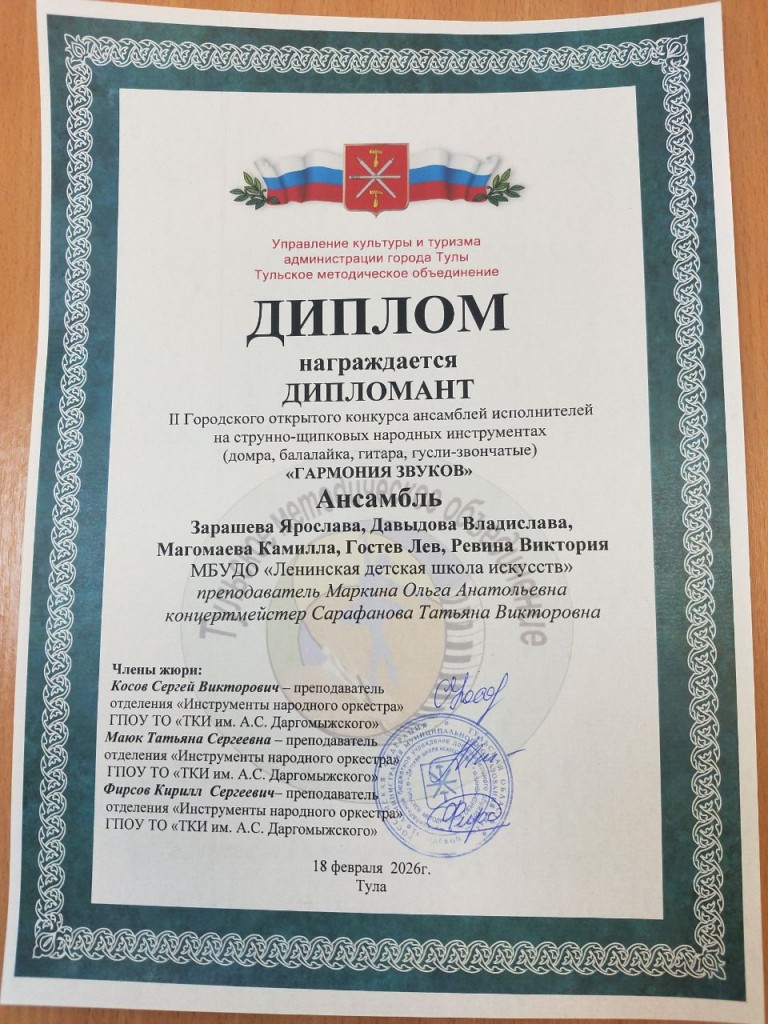 Управление культуры и туризма
администрации города Тулы
Тульское методическое объединение
ДИПЛОМ
награждается
ДИПЛОМАНТ
II Городского открытого конкурса ансамблей исполнителей
на струнно-щипковых народных инструментах
(домра, балалайка, гитара, гусли-звончатые)
«ГАРМОНИЯ ЗВУКОВ»
Ансамбль
Зарашева Ярослава, Давыдова Владислава,
Магомаева Камилла, Гостев Лев, Ревина Виктория
МБУДО «Ленинская детская школа искусств»
преподаватель Маркина Ольга Анатольевна
концертмейстер Сарафанова Татьяна Викторовна
Тульское методическое объединение
Члены жюри:
Косов Сергей Викторович – преподаватель
отделения «Инструменты народного оркестра»
ГПОУ ТО «ТКИ им. А.С. Даргомыжского»
Маюк Татьяна Сергеевна – преподаватель
отделения «Инструменты народного оркестра»
ГПОУ ТО «ТКИ им. А.С. Даргомыжского»
Фирсов Кирилл Сергеевич– преподаватель
отделения «Инструменты народного оркестра»
ГПОУ ТО «ТКИ им. А.С. Даргомыжского»
18 февраля 2026г.
Тула